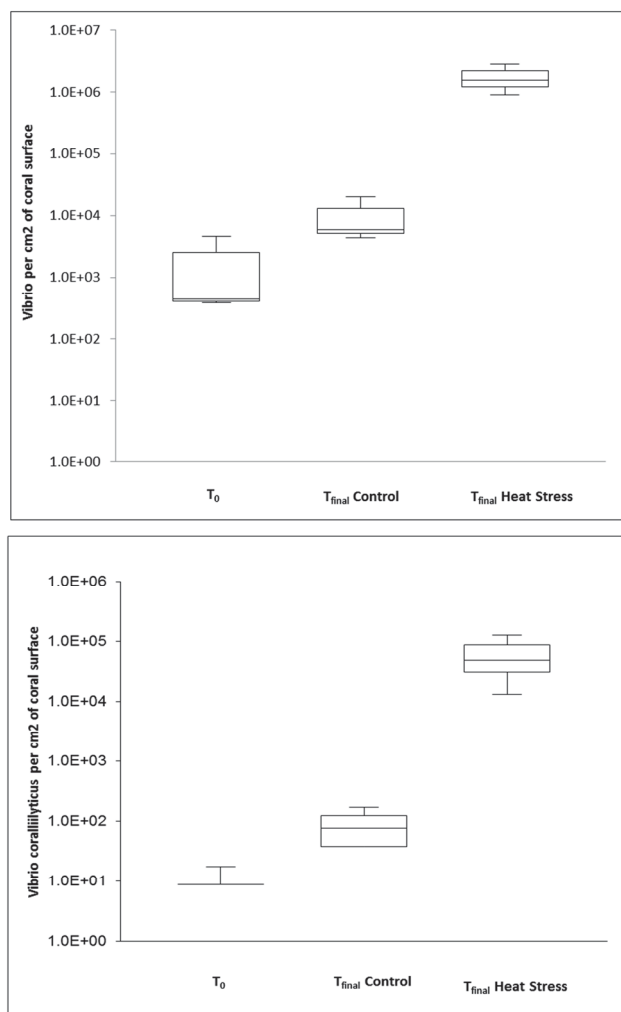 1.0E+07
1.0E+06
1.0E+05
1.0E+04
1.0E+03
1.0E+02
1.0E+01
1.0E+00
Vibrio per cm2 of coral surface
T0 Tfinal Control Tfinal Heat Stress
1.0E+06
1.0E+05
1.0E+04
1.0E+03
1.0E+02
1.0E+01
1.0E+00
Vibrio coralliilyticus per cm2 of coral surface
T0 Tfinal Control Tfinal Heat Stress